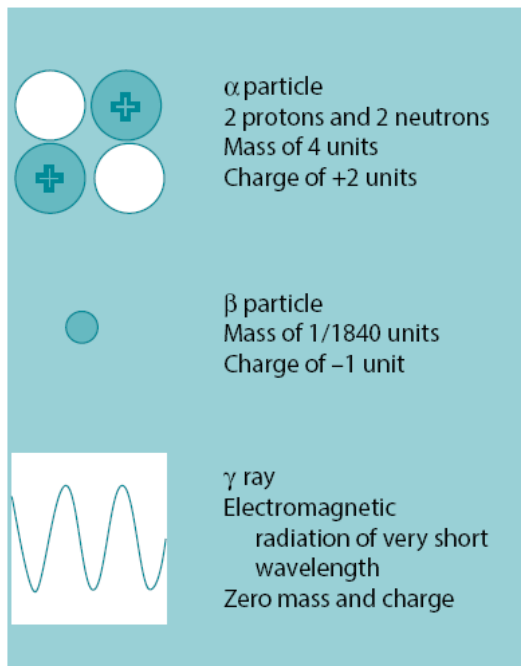 α particle
2 protons and 2 neutrons
Mass of 4 units
Charge of +2 units
β particle
Mass of 1/1840 units
Charge of –1 unit
γ ray
Electromagnetic
radiation of very short
wavelength
Zero mass and charge